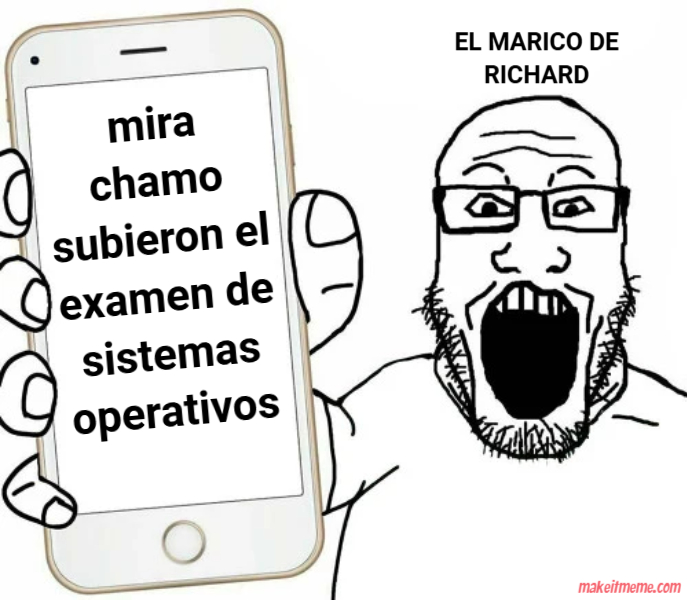 EL MARICO DE
RICHARD
mira
chamo
subieron el
examen de
sistemas
operativos
makeitmeme.com